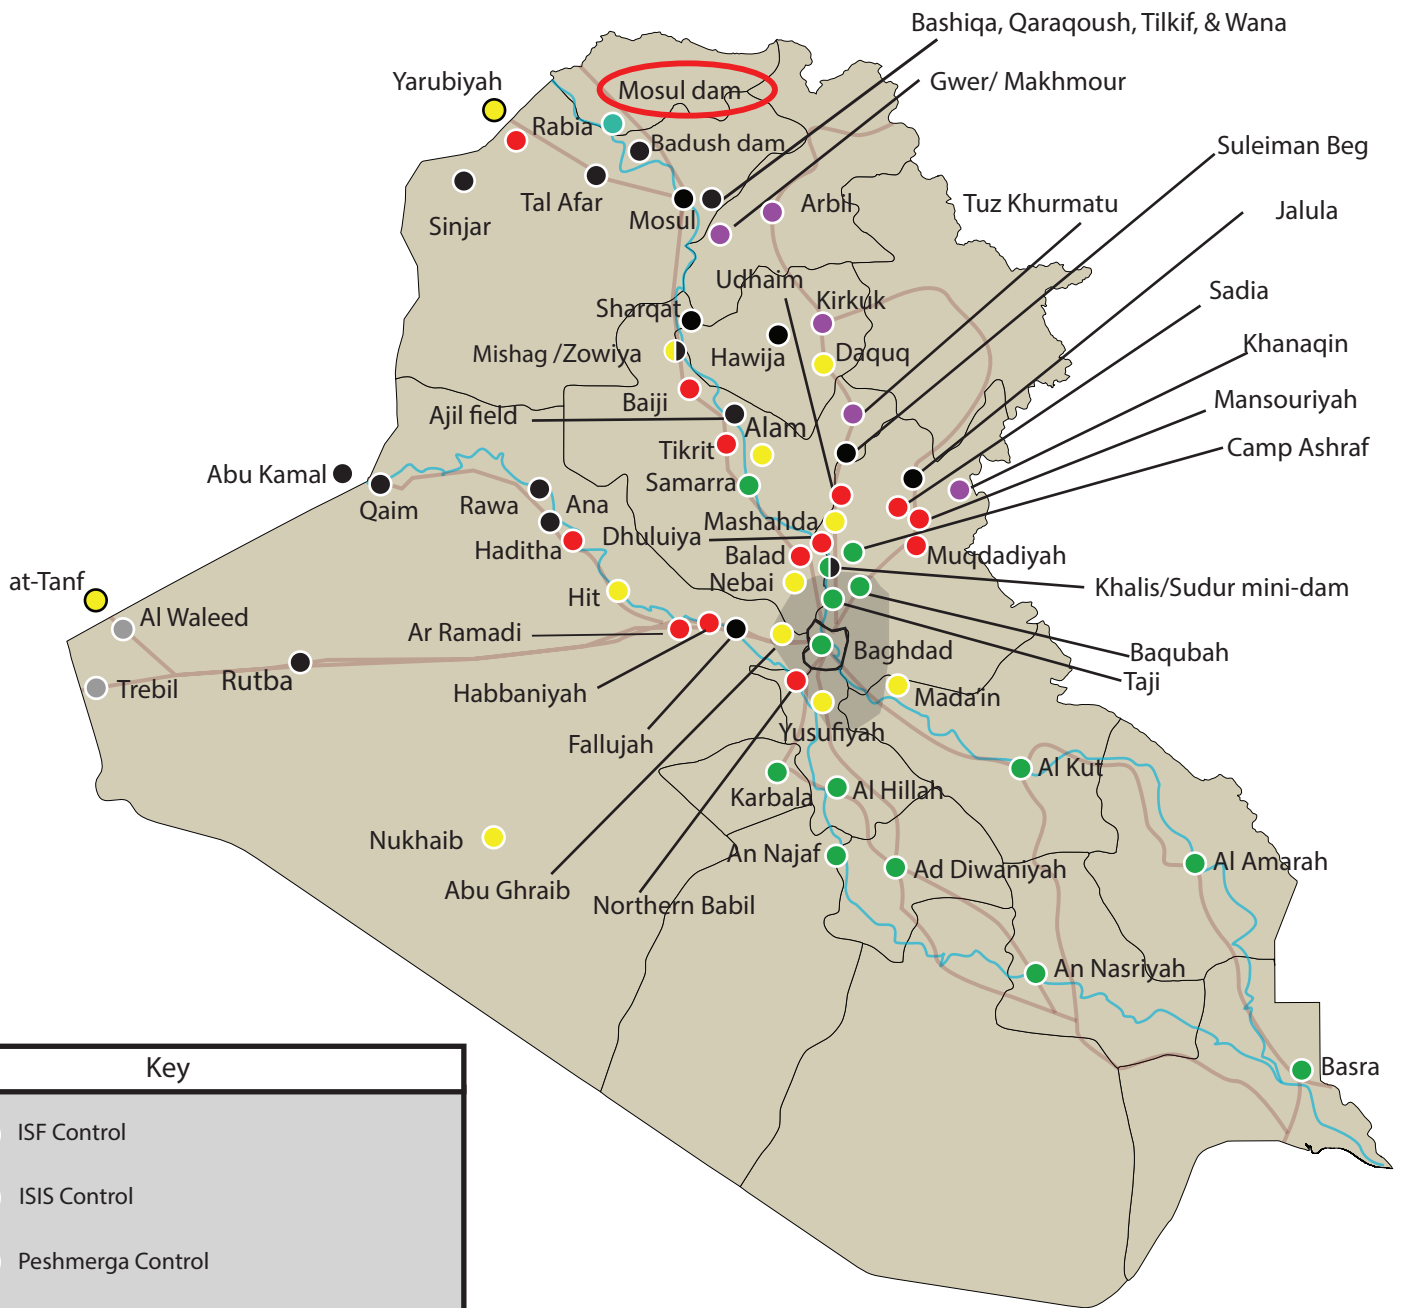 Bashiqa, Qaraqoush, Tilkif, & Wana
Yarubiyah
Mosul dam
Gwer/ Makhmour
Rabia
Badush dam
Suleiman Beg
Sinjar
Tal Afar
Mosul
Arbil
Tuz Khurmatu
Jalula
Udhaim
Sharqat
Kirkuk
Sadia
Mishag /Zowiya
Hawija
Daquq
Khanaqin
Baiji
Mansouriyah
Ajil field
Alam
Tikrit
Camp Ashraf
Abu Kamal
Samarra
Qaim
Rawa
Ana
Mashahda
Dhuluiya
Haditha
Balad
Muqdadiyah
at-Tanf
Nebai
Khalis/Sudur mini-dam
Hit
Al Waleed
Ar Ramadi
Baghdad
Baqubah
Trebil
Rutba
Taji
Habbaniyah
Mada'in
Fallujah
Yusufiyah
Al Kut
Karbala
Al Hillah
Nukhaib
An Najaf
Al Amarah
Ad Diwaniyah
Abu Ghraib
Northern Babil
An Nasriyah
Key
Basra
ISF Control
ISIS Control
Peshmerga Control